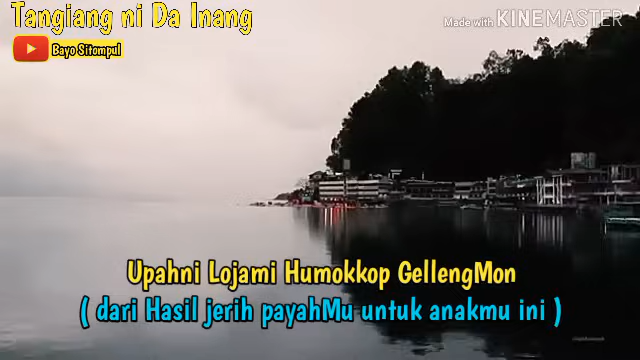 Tangiang ni Da Inang
Made with KINEMASTER
Bayo Sitompul
Upahni Lojami Humokkop GellengMon
( dari Hasil jerih payahMu untuk anakmu ini )